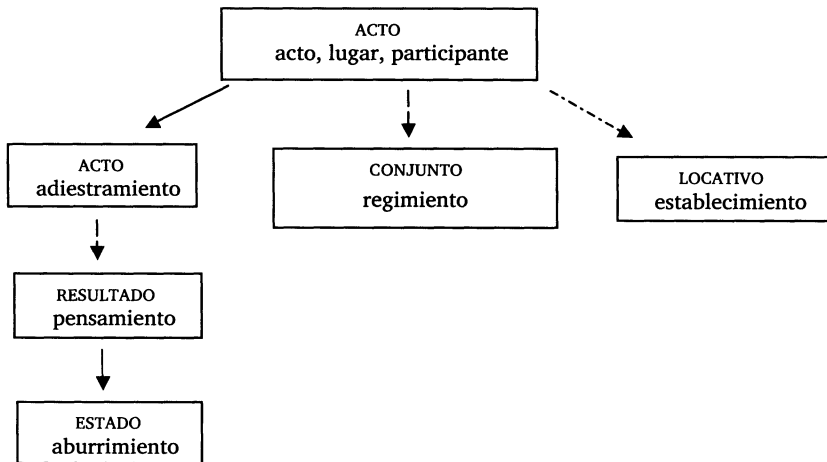 ACTO
acto, lugar, participante
ACTO
adiestramiento
CONJUNTO
regimiento
LOCATIVO
establecimiento
RESULTADO
pensamiento
ESTADO
aburrimiento